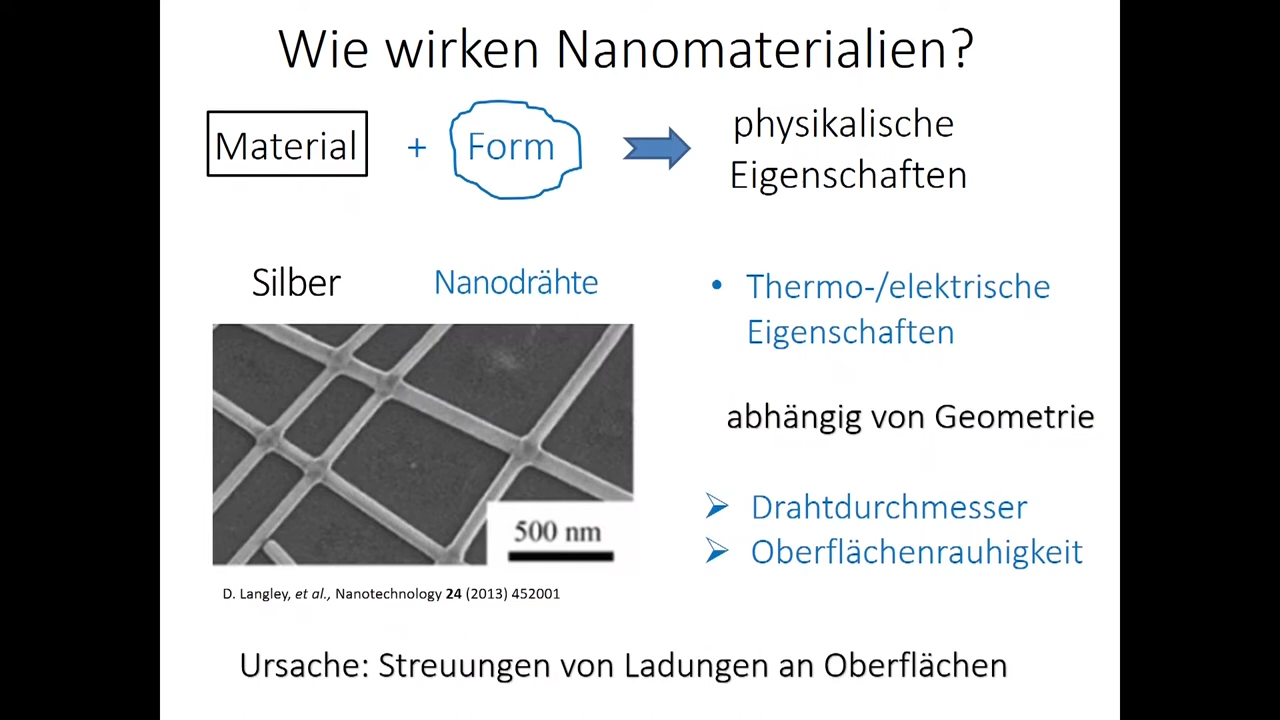 Wie wirken Nanomaterialien?
Material + Form
physikalische
Eigenschaften
Silber
Nanodrähte
• Thermo-/elektrische
Eigenschaften
abhängig von Geometrie
➢ Drahtdurchmesser
➢ Oberflächenrauhigkeit
500 nm
D. Langley, et al., Nanotechnology 24 (2013) 452001
Ursache: Streuungen von Ladungen an Oberflächen